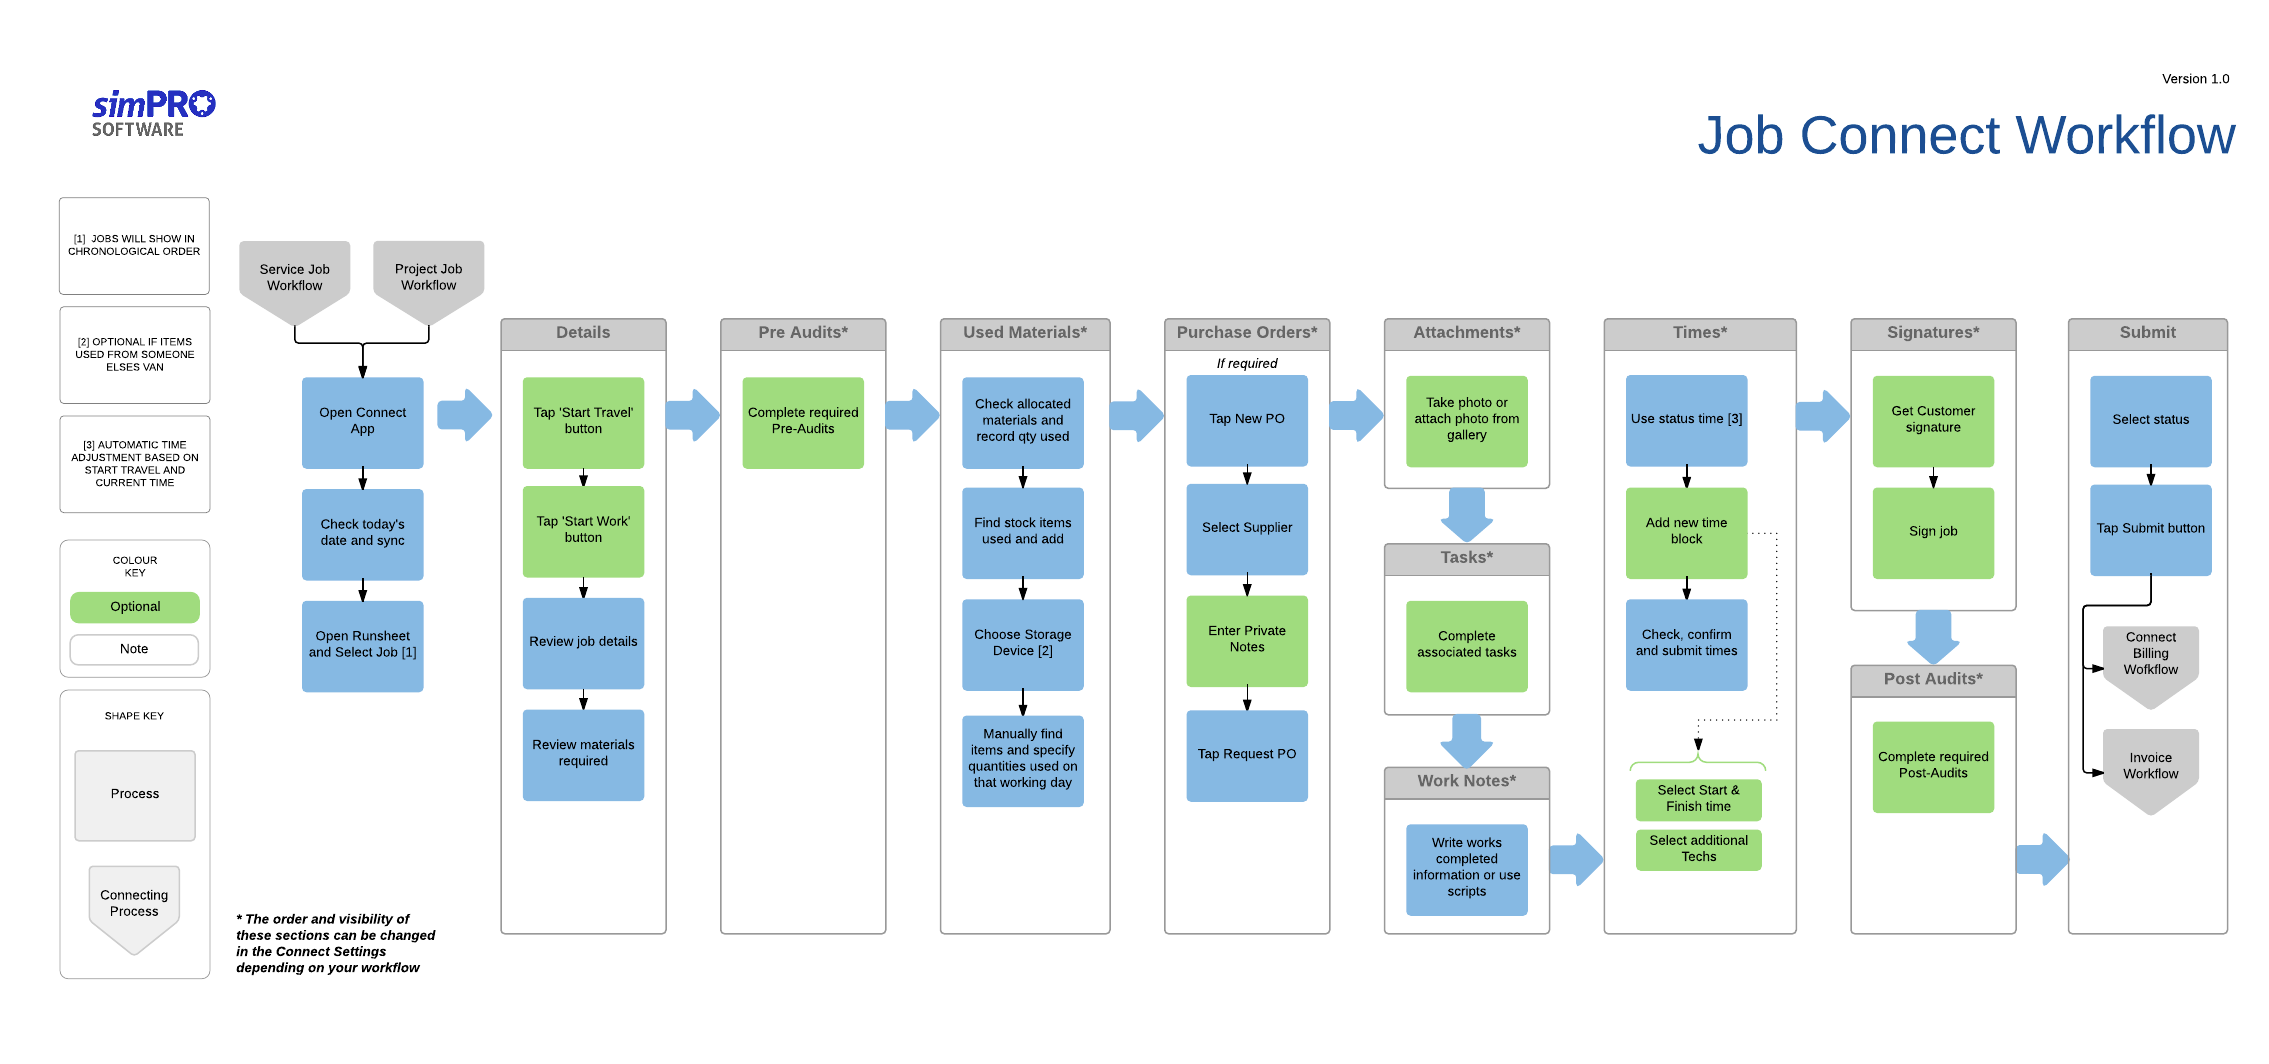 Version 1.0
simPRO
SOFTWARE
Job Connect Workflow
[1] JOBS WILL SHOW IN
CHRONOLOGICAL ORDER
[2] OPTIONAL IF ITEMS
USED FROM SOMEONE
ELSES VAN
[3] AUTOMATIC TIME
ADJUSTMENT BASED ON
START TRAVEL AND
CURRENT TIME
COLOUR
KEY
Optional
Note
SHAPE KEY
Process
Connecting
Process
Service Job
Workflow
Project Job
Workflow
Open Connect
App
Check today's
date and sync
Open Runsheet
and Select Job [1]
* The order and visibility of
these sections can be changed
in the Connect Settings
depending on your workflow
Details
Tap 'Start Travel'
button
Tap 'Start Work'
button
Review job details
Review materials
required
Pre Audits*
Complete required
Pre-Audits
Used Materials*
Check allocated
materials and
record qty used
Find stock items
used and add
Choose Storage
Device [2]
Manually find
items and specify
quantities used on
that working day
Purchase Orders*
If required
Tap New PO
Select Supplier
Enter Private
Notes
Tap Request PO
Attachments*
Take photo or
attach photo from
gallery
Tasks*
Complete
associated tasks
Work Notes*
Write works
completed
information or use
scripts
Times*
Use status time [3]
Add new time
block
Check, confirm
and submit times
Select Start &
Finish time
Select additional
Techs
Signatures*
Get Customer
signature
Sign job
Post Audits*
Complete required
Post-Audits
Submit
Select status
Tap Submit button
Connect
Billing
Wofkflow
Invoice
Workflow